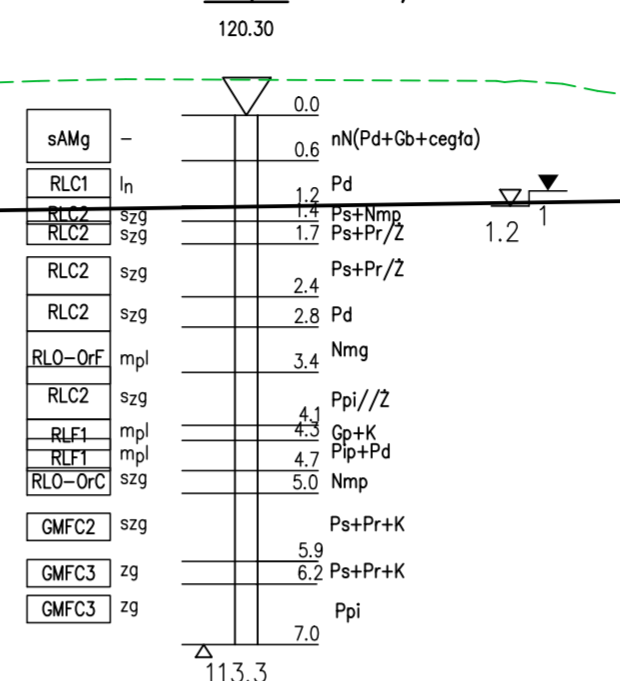 120.30
0.0
sAMg – nN(Pd+Gb+cegła)
0.6
RLC1 ln Pd
1.2
RLC2 szg 1.4 Ps+Nmp
RLC2 szg 1.7 Ps+Pr/Ż
1.2 1
RLC2 szg Ps+Pr/Ż
2.4
RLC2 szg 2.8 Pd
RLO-OrF mpl Nmg
3.4
RLC2 szg Ppi//Ż
4.1
RLF1 mpl 4.3 Gp+K
RLF1 mpl 4.7 Pip+Pd
RLO-OrC szg 5.0 Nmp
GMFC2 szg Ps+Pr+K
5.9
GMFC3 zg 6.2 Ps+Pr+K
GMFC3 zg Ppi
7.0
113.3